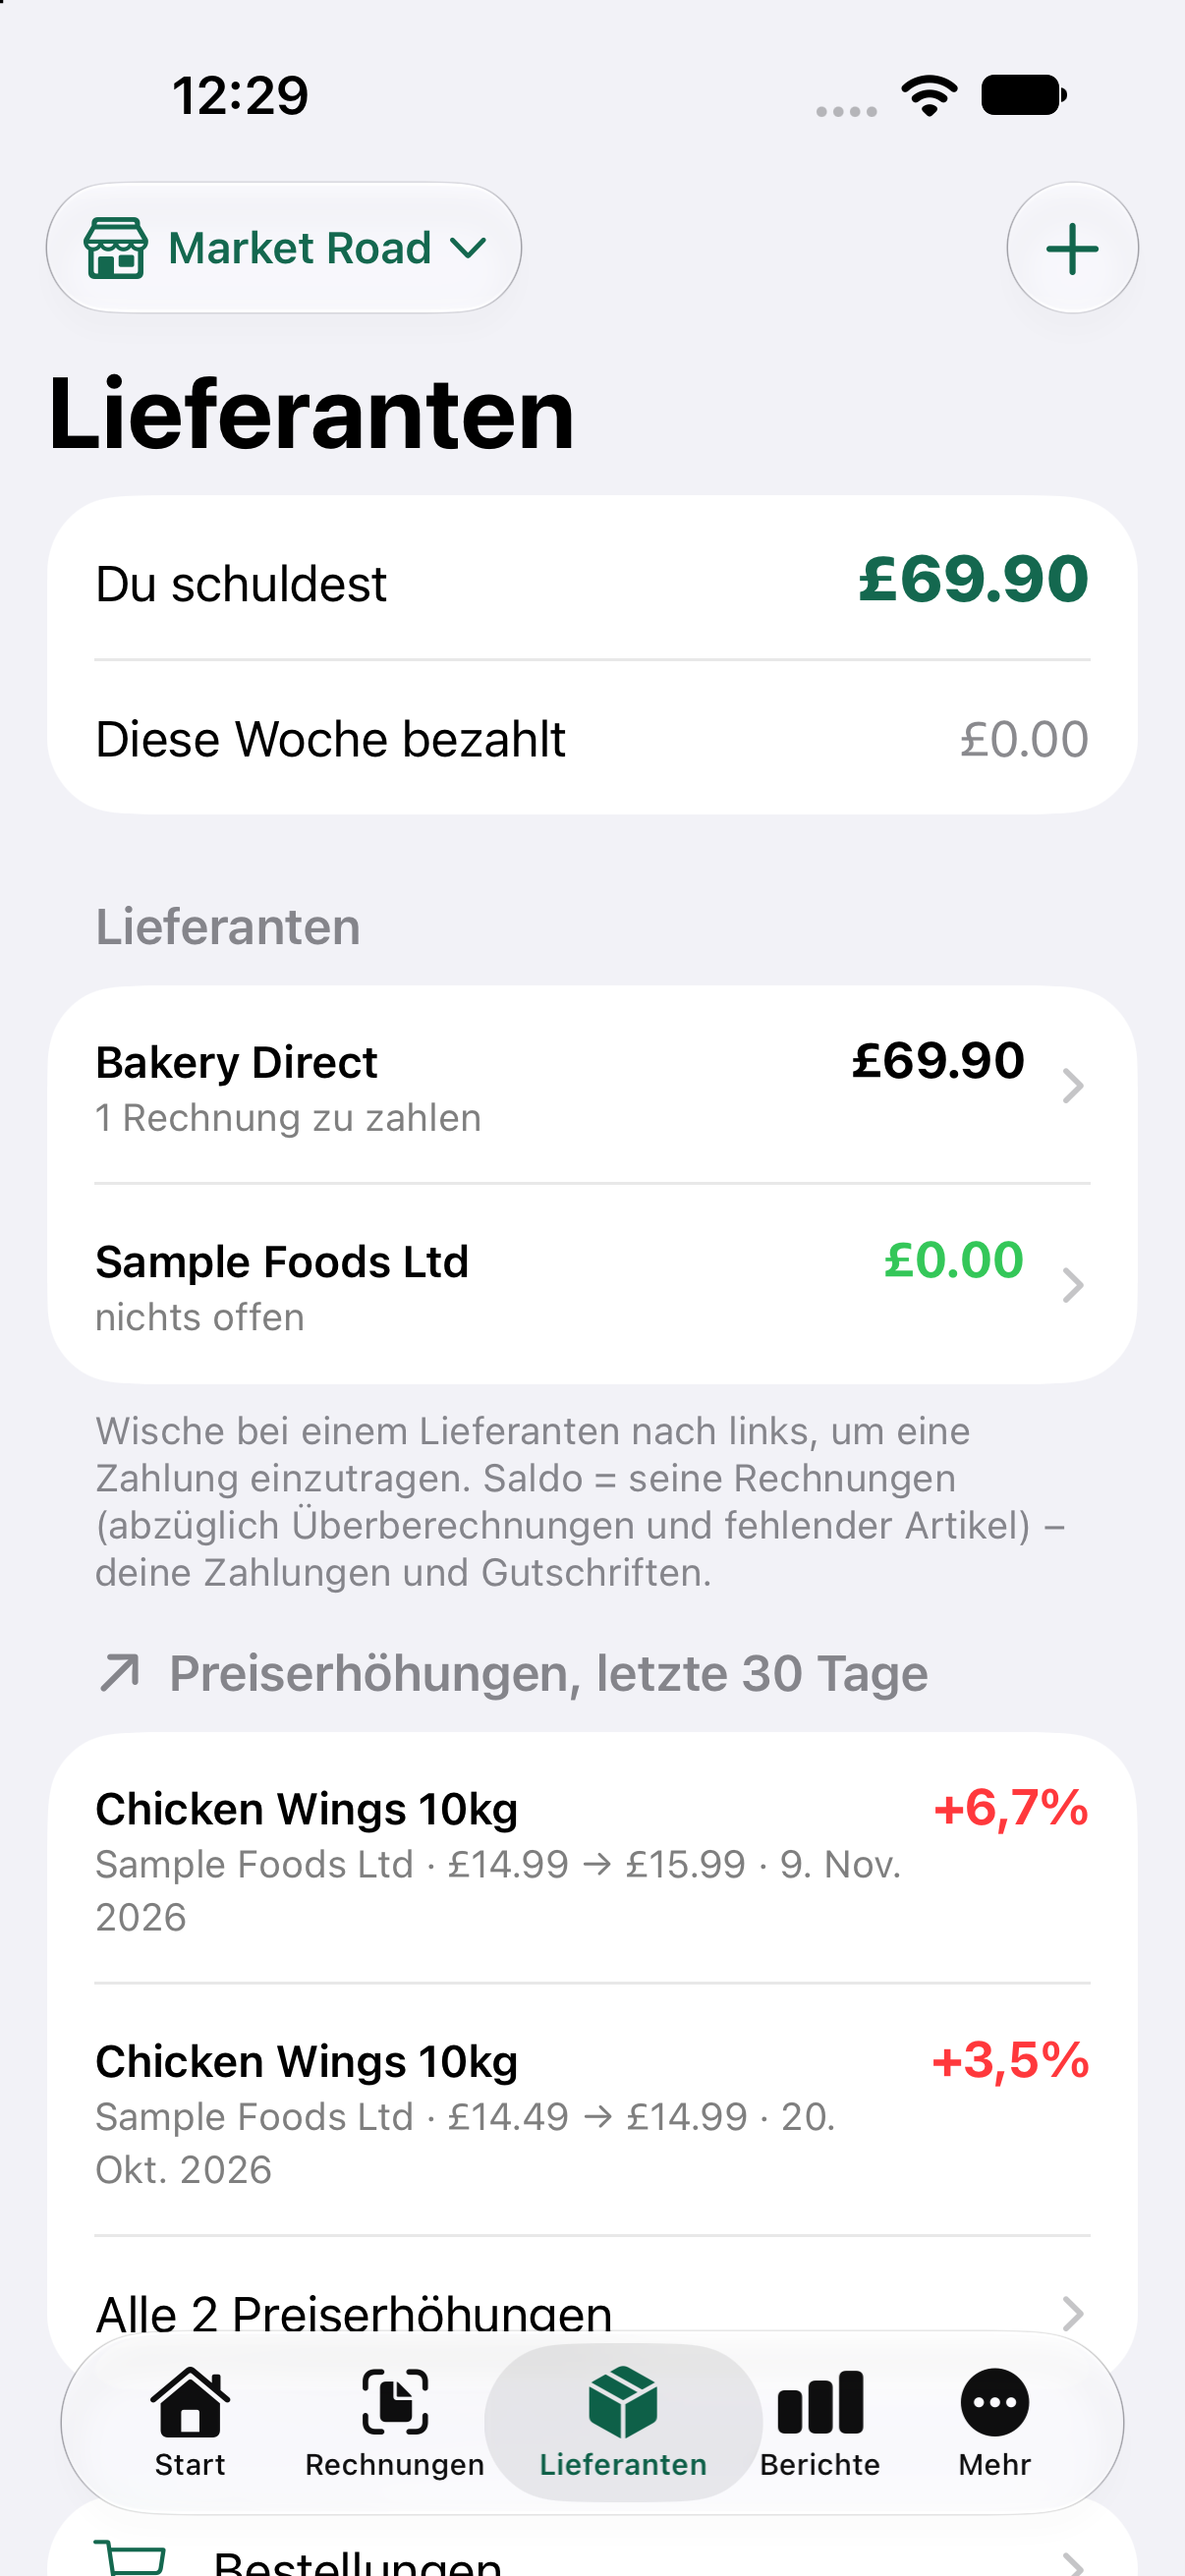 12:29
Market Road
Lieferanten
Du schuldest £69.90
Diese Woche bezahlt £0.00
Lieferanten
Bakery Direct £69.90
1 Rechnung zu zahlen
Sample Foods Ltd £0.00
nichts offen
Wische bei einem Lieferanten nach links, um eine
Zahlung einzutragen. Saldo = seine Rechnungen
(abzüglich Überberechnungen und fehlender Artikel) –
deine Zahlungen und Gutschriften.
Preiserhöhungen, letzte 30 Tage
Chicken Wings 10kg +6,7%
Sample Foods Ltd · £14.99 → £15.99 · 9. Nov.
2026
Chicken Wings 10kg +3,5%
Sample Foods Ltd · £14.49 → £14.99 · 20.
Okt. 2026
Alle 2 Preiserhöhungen
Start Rechnungen Lieferanten Berichte Mehr
Bestellungen